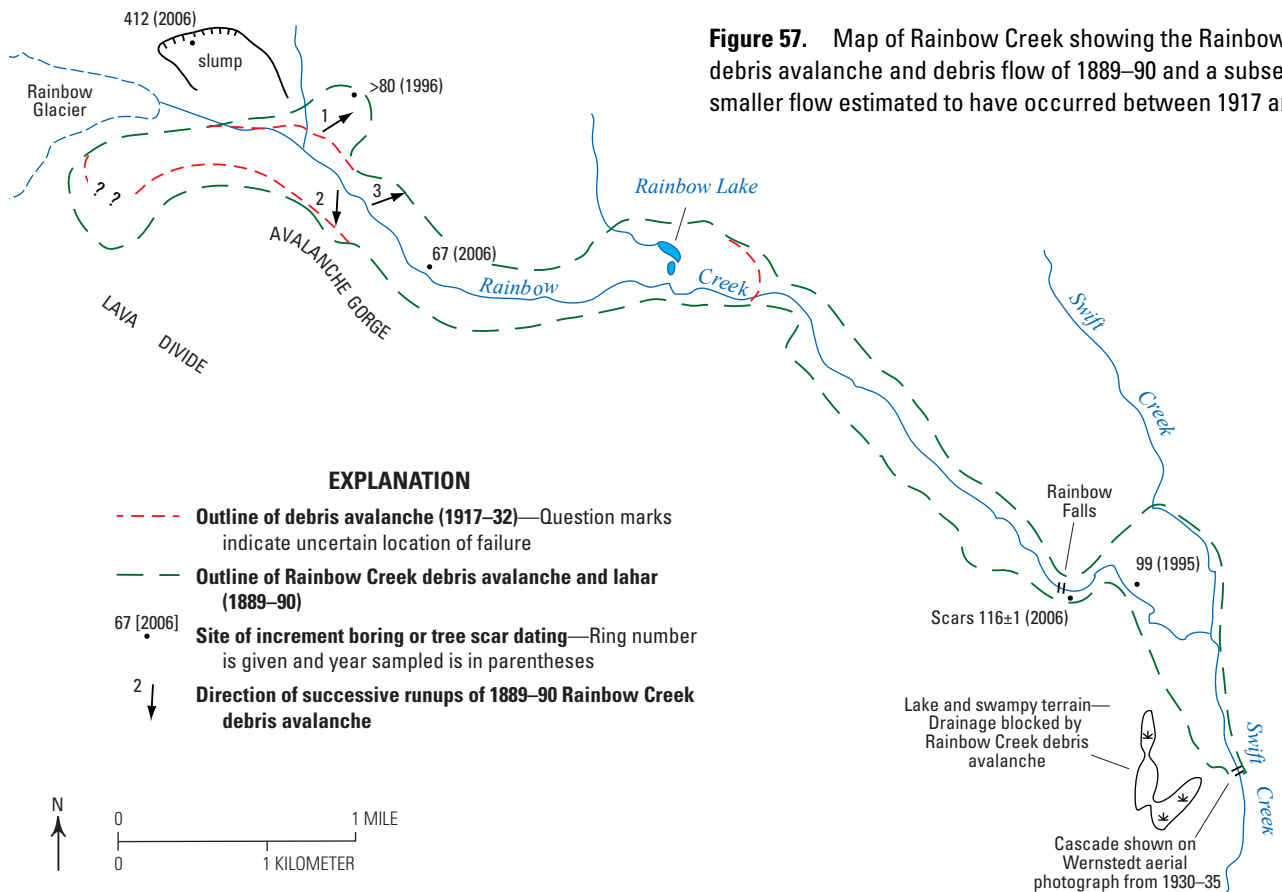 Figure 57. Map of Rainbow Creek showing the Rainbow
debris avalanche and debris flow of 1889–90 and a subse
smaller flow estimated to have occurred between 1917 a
412 (2006)
slump
Rainbow
Glacier
>80 (1996)
1
? ?
2
3
67 (2006)
AVALANCHE GORGE
LAVA DIVIDE
Rainbow Lake
Rainbow Creek
Swift Creek
Rainbow
Falls
99 (1995)
Scars 116±1 (2006)
Lake and swampy terrain—
Drainage blocked by
Rainbow Creek debris
avalanche
Swift Creek
Cascade shown on
Wernstedt aerial
photograph from 1930–35
EXPLANATION
Outline of debris avalanche (1917–32)—Question marks
indicate uncertain location of failure
Outline of Rainbow Creek debris avalanche and lahar
(1889–90)
67 [2006]
Site of increment boring or tree scar dating—Ring number
is given and year sampled is in parentheses
2
Direction of successive runups of 1889–90 Rainbow Creek
debris avalanche
N
0 1 MILE
0 1 KILOMETER